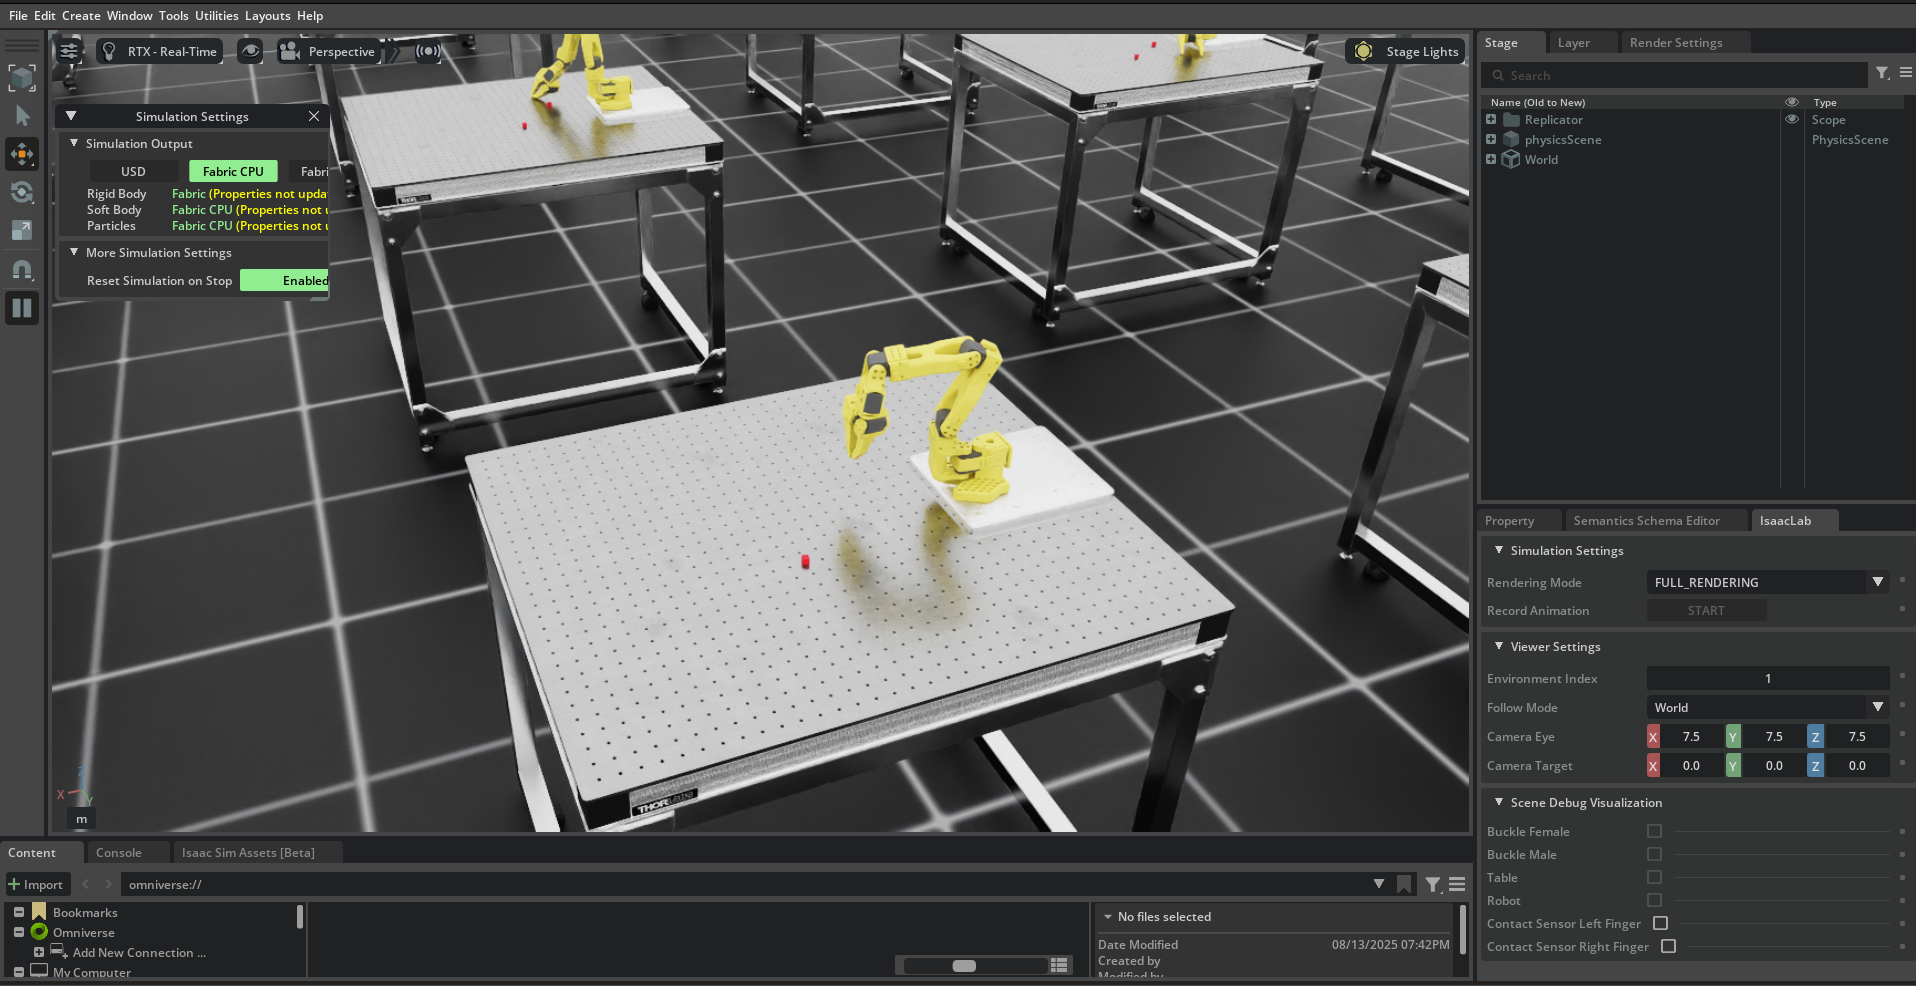 File Edit Create Window Tools Utilities Layouts Help
RTX - Real-Time
Perspective
Stage Lights
Simulation Settings
Simulation Output
USD Fabric CPU Fabri
Rigid Body Fabric (Properties not upda
Soft Body Fabric CPU (Properties not u
Particles Fabric CPU (Properties not u
More Simulation Settings
Reset Simulation on Stop Enabled
THOR
Z
X
Y
m
Stage Layer Render Settings
Search
Name (Old to New) Type
Replicator Scope
physicsScene PhysicsScene
World
Property Semantics Schema Editor IsaacLab
Simulation Settings
Rendering Mode FULL_RENDERING
Record Animation START
Viewer Settings
Environment Index 1
Follow Mode World
Camera Eye X 7.5 Y 7.5 Z 7.5
Camera Target X 0.0 Y 0.0 Z 0.0
Scene Debug Visualization
Buckle Female
Buckle Male
Table
Robot
Contact Sensor Left Finger
Contact Sensor Right Finger
Content Console Isaac Sim Assets [Beta]
Import omniverse://
Bookmarks
Omniverse
Add New Connection ...
My Computer
No files selected
Date Modified 08/13/2025 07:42PM
Created by
Modified by